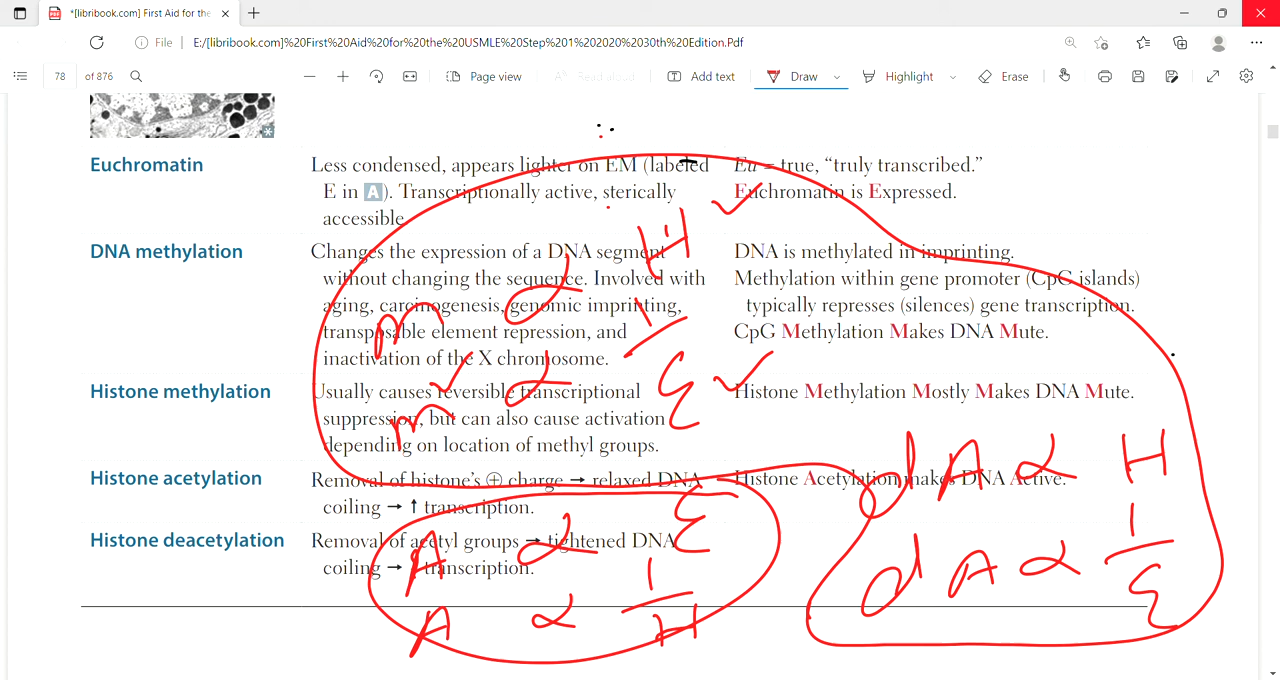 *[libribook.com] First Aid for the
File | E:/[libribook.com]%20First%20Aid%20for%20the%20USMLE%20Step%201%202020%2030th%20Edition.Pdf
78 of 876 Page view Read aloud Add text Draw Highlight Erase
Euchromatin Less condensed, appears lighter on EM (labeled Eu = true, “truly transcribed.”
E in A). Transcriptionally active, sterically Euchromatin is Expressed.
accessible.
DNA methylation Changes the expression of a DNA segment DNA is methylated in imprinting.
without changing the sequence. Involved with Methylation within gene promoter (CpG islands)
aging, carcinogenesis, genomic imprinting, typically represses (silences) gene transcription.
transposable element repression, and CpG Methylation Makes DNA Mute.
inactivation of the X chromosome.
Histone methylation Usually causes reversible transcriptional Histone Methylation Mostly Makes DNA Mute.
suppression, but can also cause activation
depending on location of methyl groups.
Histone acetylation Removal of histone’s ⊕ charge → relaxed DNA Histone Acetylation makes DNA Active.
coiling → ↑ transcription.
Histone deacetylation Removal of acetyl groups → tightened DNA
coiling → transcription.
m α H
m α 1/E
A α E
A α 1/H
dA α H
dA α 1/E